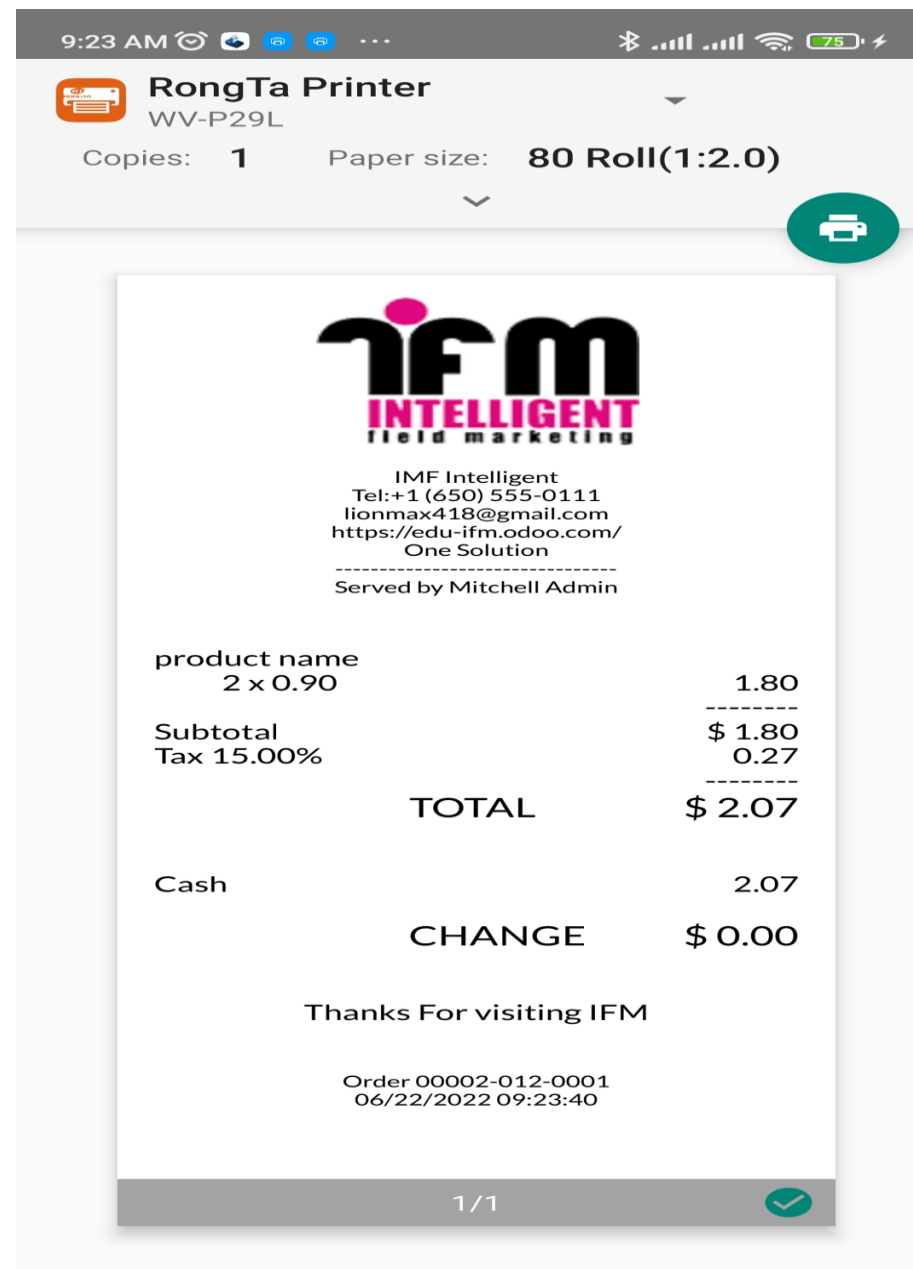 9:23 AM ... 75
RongTa Printer
WV-P29L
Copies: 1 Paper size: 80 Roll(1:2.0)
ifm
INTELLIGENT
field marketing
IMF Intelligent
Tel:+1 (650) 555-0111
lionmax418@gmail.com
https://edu-ifm.odoo.com/
One Solution
--------------------------------
Served by Mitchell Admin
product name
2 x 0.90 1.80
--------
Subtotal $ 1.80
Tax 15.00% 0.27
--------
TOTAL $ 2.07
Cash 2.07
CHANGE $ 0.00
Thanks For visiting IFM
Order 00002-012-0001
06/22/2022 09:23:40
1/1